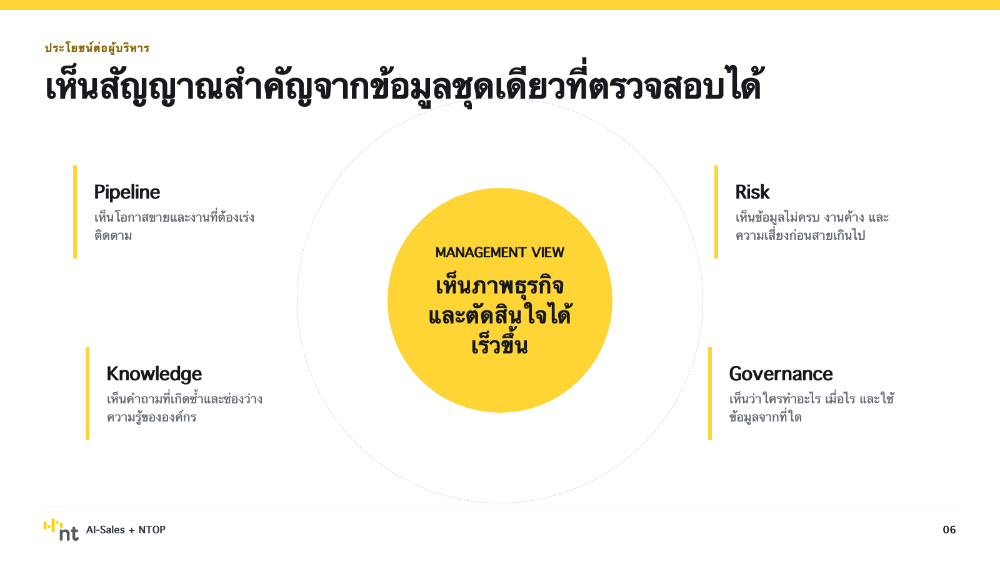 ประโยชน์ต่อผู้บริหาร
เห็นสัญญาณสำคัญจากข้อมูลชุดเดียวที่ตรวจสอบได้
Pipeline
เห็นโอกาสขายและงานที่ต้องเร่ง
ติดตาม
Risk
เห็นข้อมูลไม่ครบ งานค้าง และ
ความเสี่ยงก่อนสายเกินไป
MANAGEMENT VIEW
เห็นภาพธุรกิจ
และตัดสินใจได้
เร็วขึ้น
Knowledge
เห็นคำถามที่เกิดซ้ำและช่องว่าง
ความรู้ขององค์กร
Governance
เห็นว่าใครทำอะไร เมื่อไร และใช้
ข้อมูลจากที่ใด
nt AI-Sales + NTOP
06